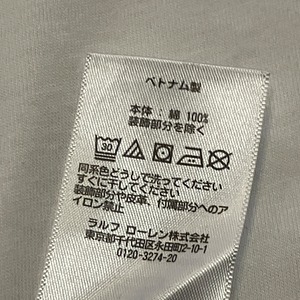 ベトナム製
本体: 綿 100%
装飾部分を除く
30
同系色どうしで洗ってください
すぐに干してください
装飾部分や皮革、付属部分へのア
イロン禁止
ラルフ ローレン株式会社
東京都千代田区永田町2-10-1
0120-3274-20